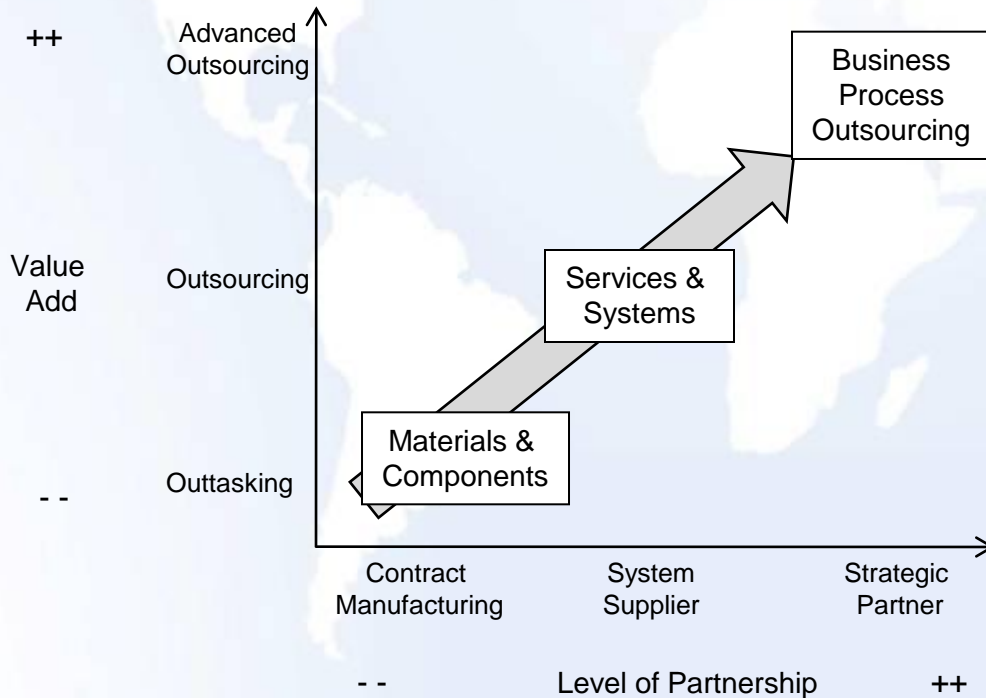 ++
Advanced
Outsourcing
Business
Process
Outsourcing
Value
Add
Outsourcing
Services &
Systems
Materials &
Components
- -
Outtasking
Contract
Manufacturing
System
Supplier
Strategic
Partner
- -
Level of Partnership
++